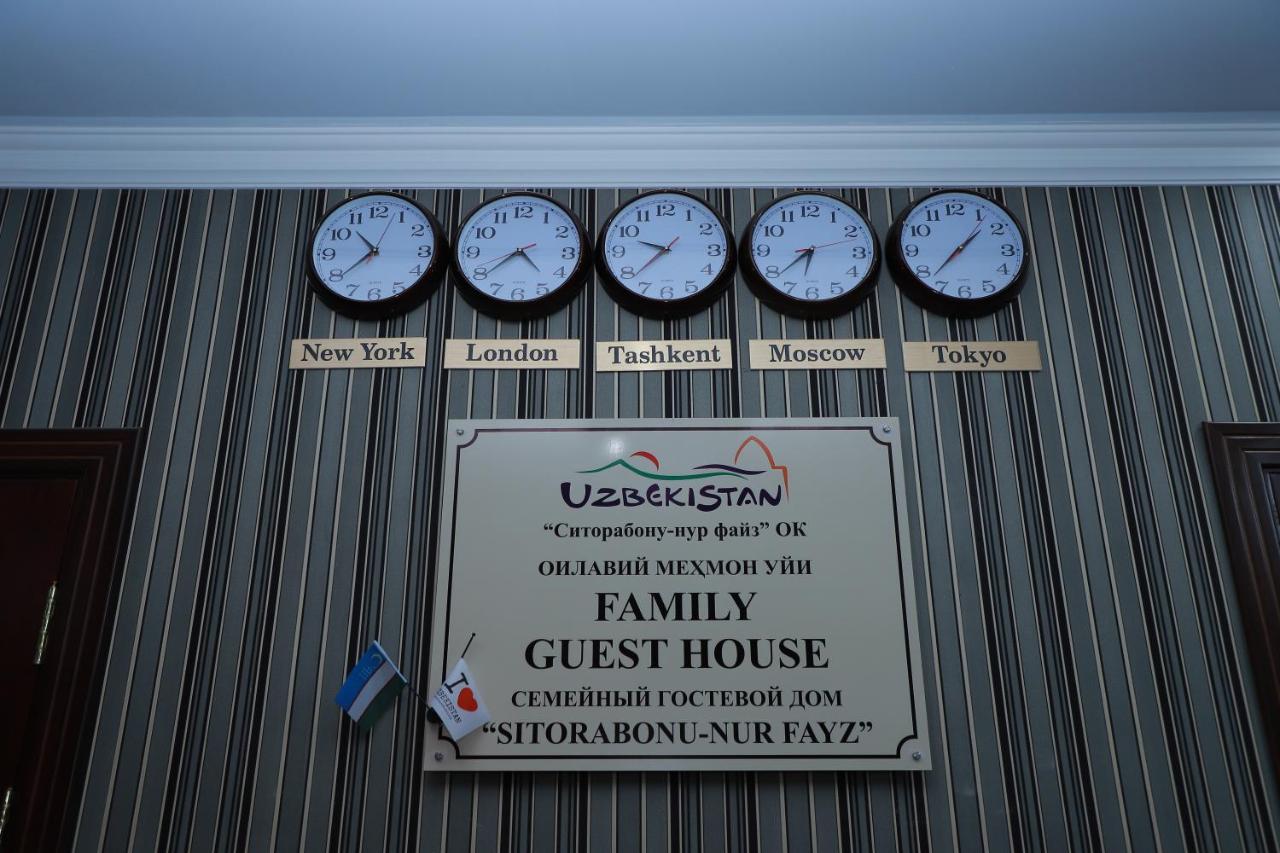 New York
London
Tashkent
Moscow
Tokyo
UZBEKISTAN
“Ситорабону-нур файз” ОК
ОИЛАВИЙ МЕҲМОН УЙИ
FAMILY
GUEST HOUSE
СЕМЕЙНЫЙ ГОСТЕВОЙ ДОМ
“SITORABONU-NUR FAYZ”
I
UZBEKISTAN